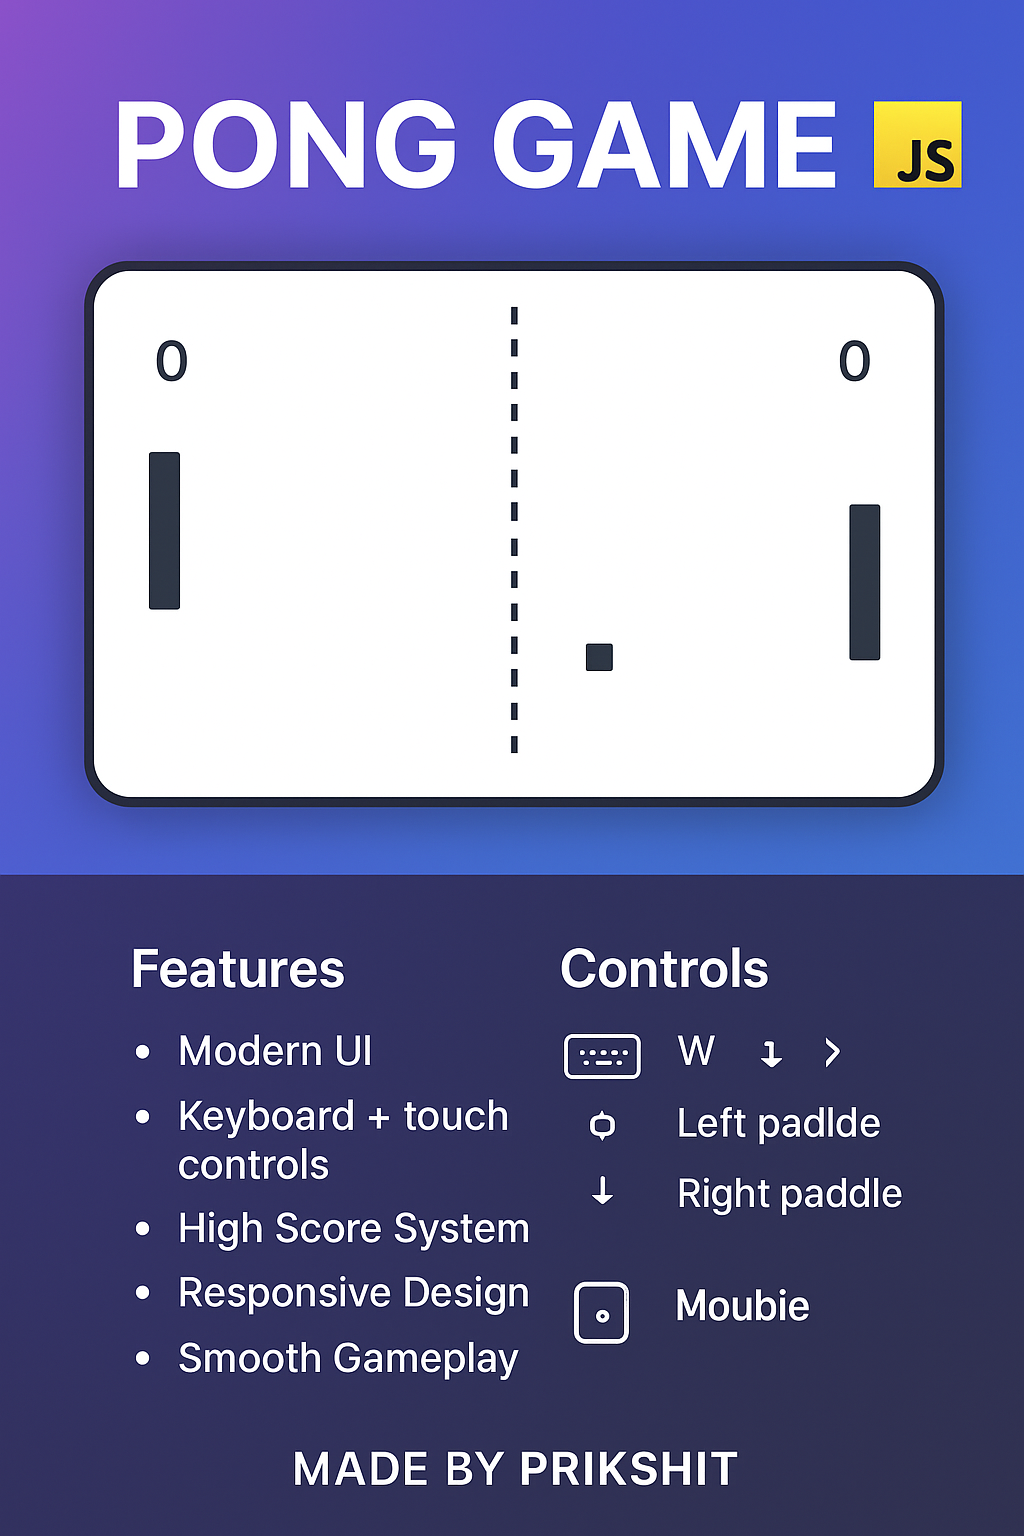 PONG GAME JS
0 0
Features
• Modern UI
• Keyboard + touch
controls
• High Score System
• Responsive Design
• Smooth Gameplay
Controls
W
Left padlde
Right paddle
Moubie
MADE BY PRIKSHIT